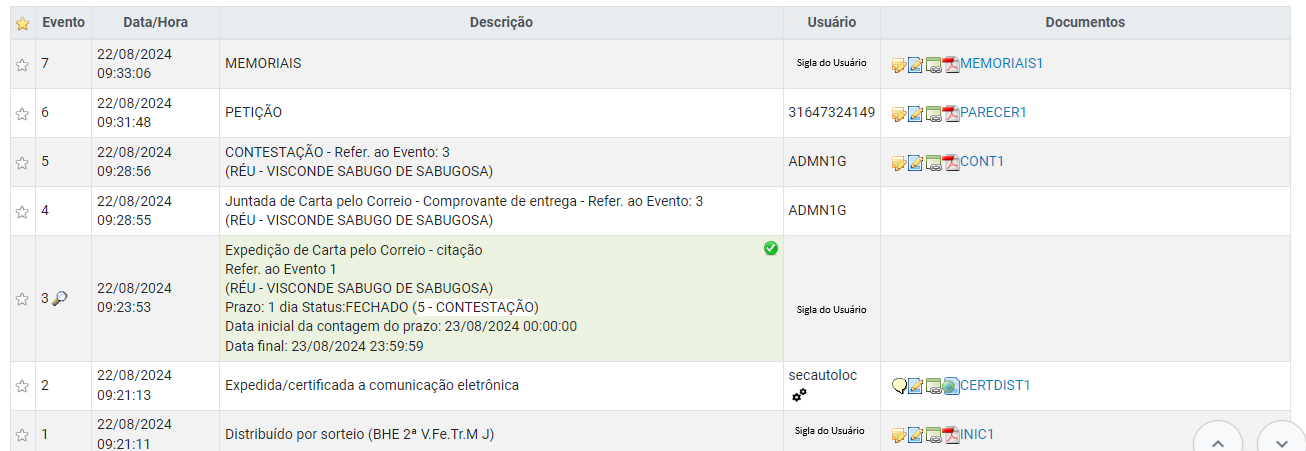 Evento Data/Hora Descrição Usuário Documentos
7 22/08/2024 MEMORIAIS Sigla do Usuário MEMORIAIS1
09:33:06
6 22/08/2024 PETIÇÃO 31647324149 PARECER1
09:31:48
5 22/08/2024 CONTESTAÇÃO - Refer. ao Evento: 3 ADMN1G CONT1
09:28:56 (RÉU - VISCONDE SABUGO DE SABUGOSA)
4 22/08/2024 Juntada de Carta pelo Correio - Comprovante de entrega - Refer. ao Evento: 3 ADMN1G
09:28:55 (RÉU - VISCONDE SABUGO DE SABUGOSA)
Expedição de Carta pelo Correio - citação
Refer. ao Evento 1
3 22/08/2024 (RÉU - VISCONDE SABUGO DE SABUGOSA)
09:23:53 Prazo: 1 dia Status:FECHADO (5 - CONTESTAÇÃO) Sigla do Usuário
Data inicial da contagem do prazo: 23/08/2024 00:00:00
Data final: 23/08/2024 23:59:59
2 22/08/2024 Expedida/certificada a comunicação eletrônica secautoloc CERTDIST1
09:21:13
1 22/08/2024 Distribuído por sorteio (BHE 2ª V.Fe.Tr.M J) Sigla do Usuário INIC1
09:21:11